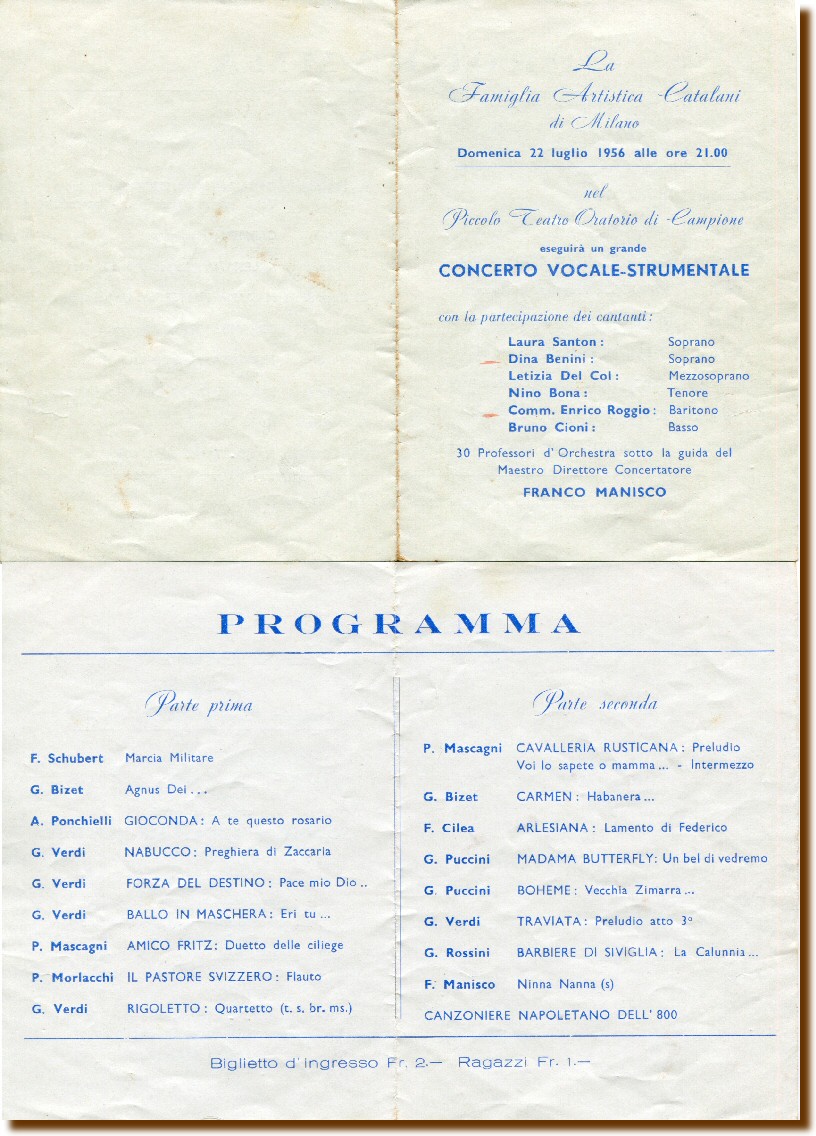 La
Famiglia Artistica Catalani
di Milano
Domenica 22 luglio 1956 alle ore 21.00
nel
Piccolo Teatro Oratorio di Campione
eseguirà un grande
CONCERTO VOCALE-STRUMENTALE
con la partecipazione dei cantanti:
Laura Santon: Soprano
Dina Benini: Soprano
Letizia Del Col: Mezzosoprano
Nino Bona: Tenore
Comm. Enrico Roggio: Baritono
Bruno Cioni: Basso
30 Professori d'Orchestra sotto la guida del
Maestro Direttore Concertatore
FRANCO MANISCO
PROGRAMMA
Parte prima
F. Schubert Marcia Militare
G. Bizet Agnus Dei...
A. Ponchielli GIOCONDA: A te questo rosario
G. Verdi NABUCCO: Preghiera di Zaccaria
G. Verdi FORZA DEL DESTINO: Pace mio Dio..
G. Verdi BALLO IN MASCHERA: Eri tu...
P. Mascagni AMICO FRITZ: Duetto delle ciliege
P. Morlacchi IL PASTORE SVIZZERO: Flauto
G. Verdi RIGOLETTO: Quartetto (t. s. br. ms.)
Parte seconda
P. Mascagni CAVALLERIA RUSTICANA: Preludio
Voi lo sapete o mamma... - Intermezzo
G. Bizet CARMEN: Habanera...
F. Cilea ARLESIANA: Lamento di Federico
G. Puccini MADAMA BUTTERFLY: Un bel di vedremo
G. Puccini BOHEME: Vecchia Zimarra...
G. Verdi TRAVIATA: Preludio atto 3º
G. Rossini BARBIERE DI SIVIGLIA: La Calunnia...
F. Manisco Ninna Nanna (s)
CANZONIERE NAPOLETANO DELL'800
Biglietto d'ingresso Fr. 2.— Ragazzi Fr. 1.—